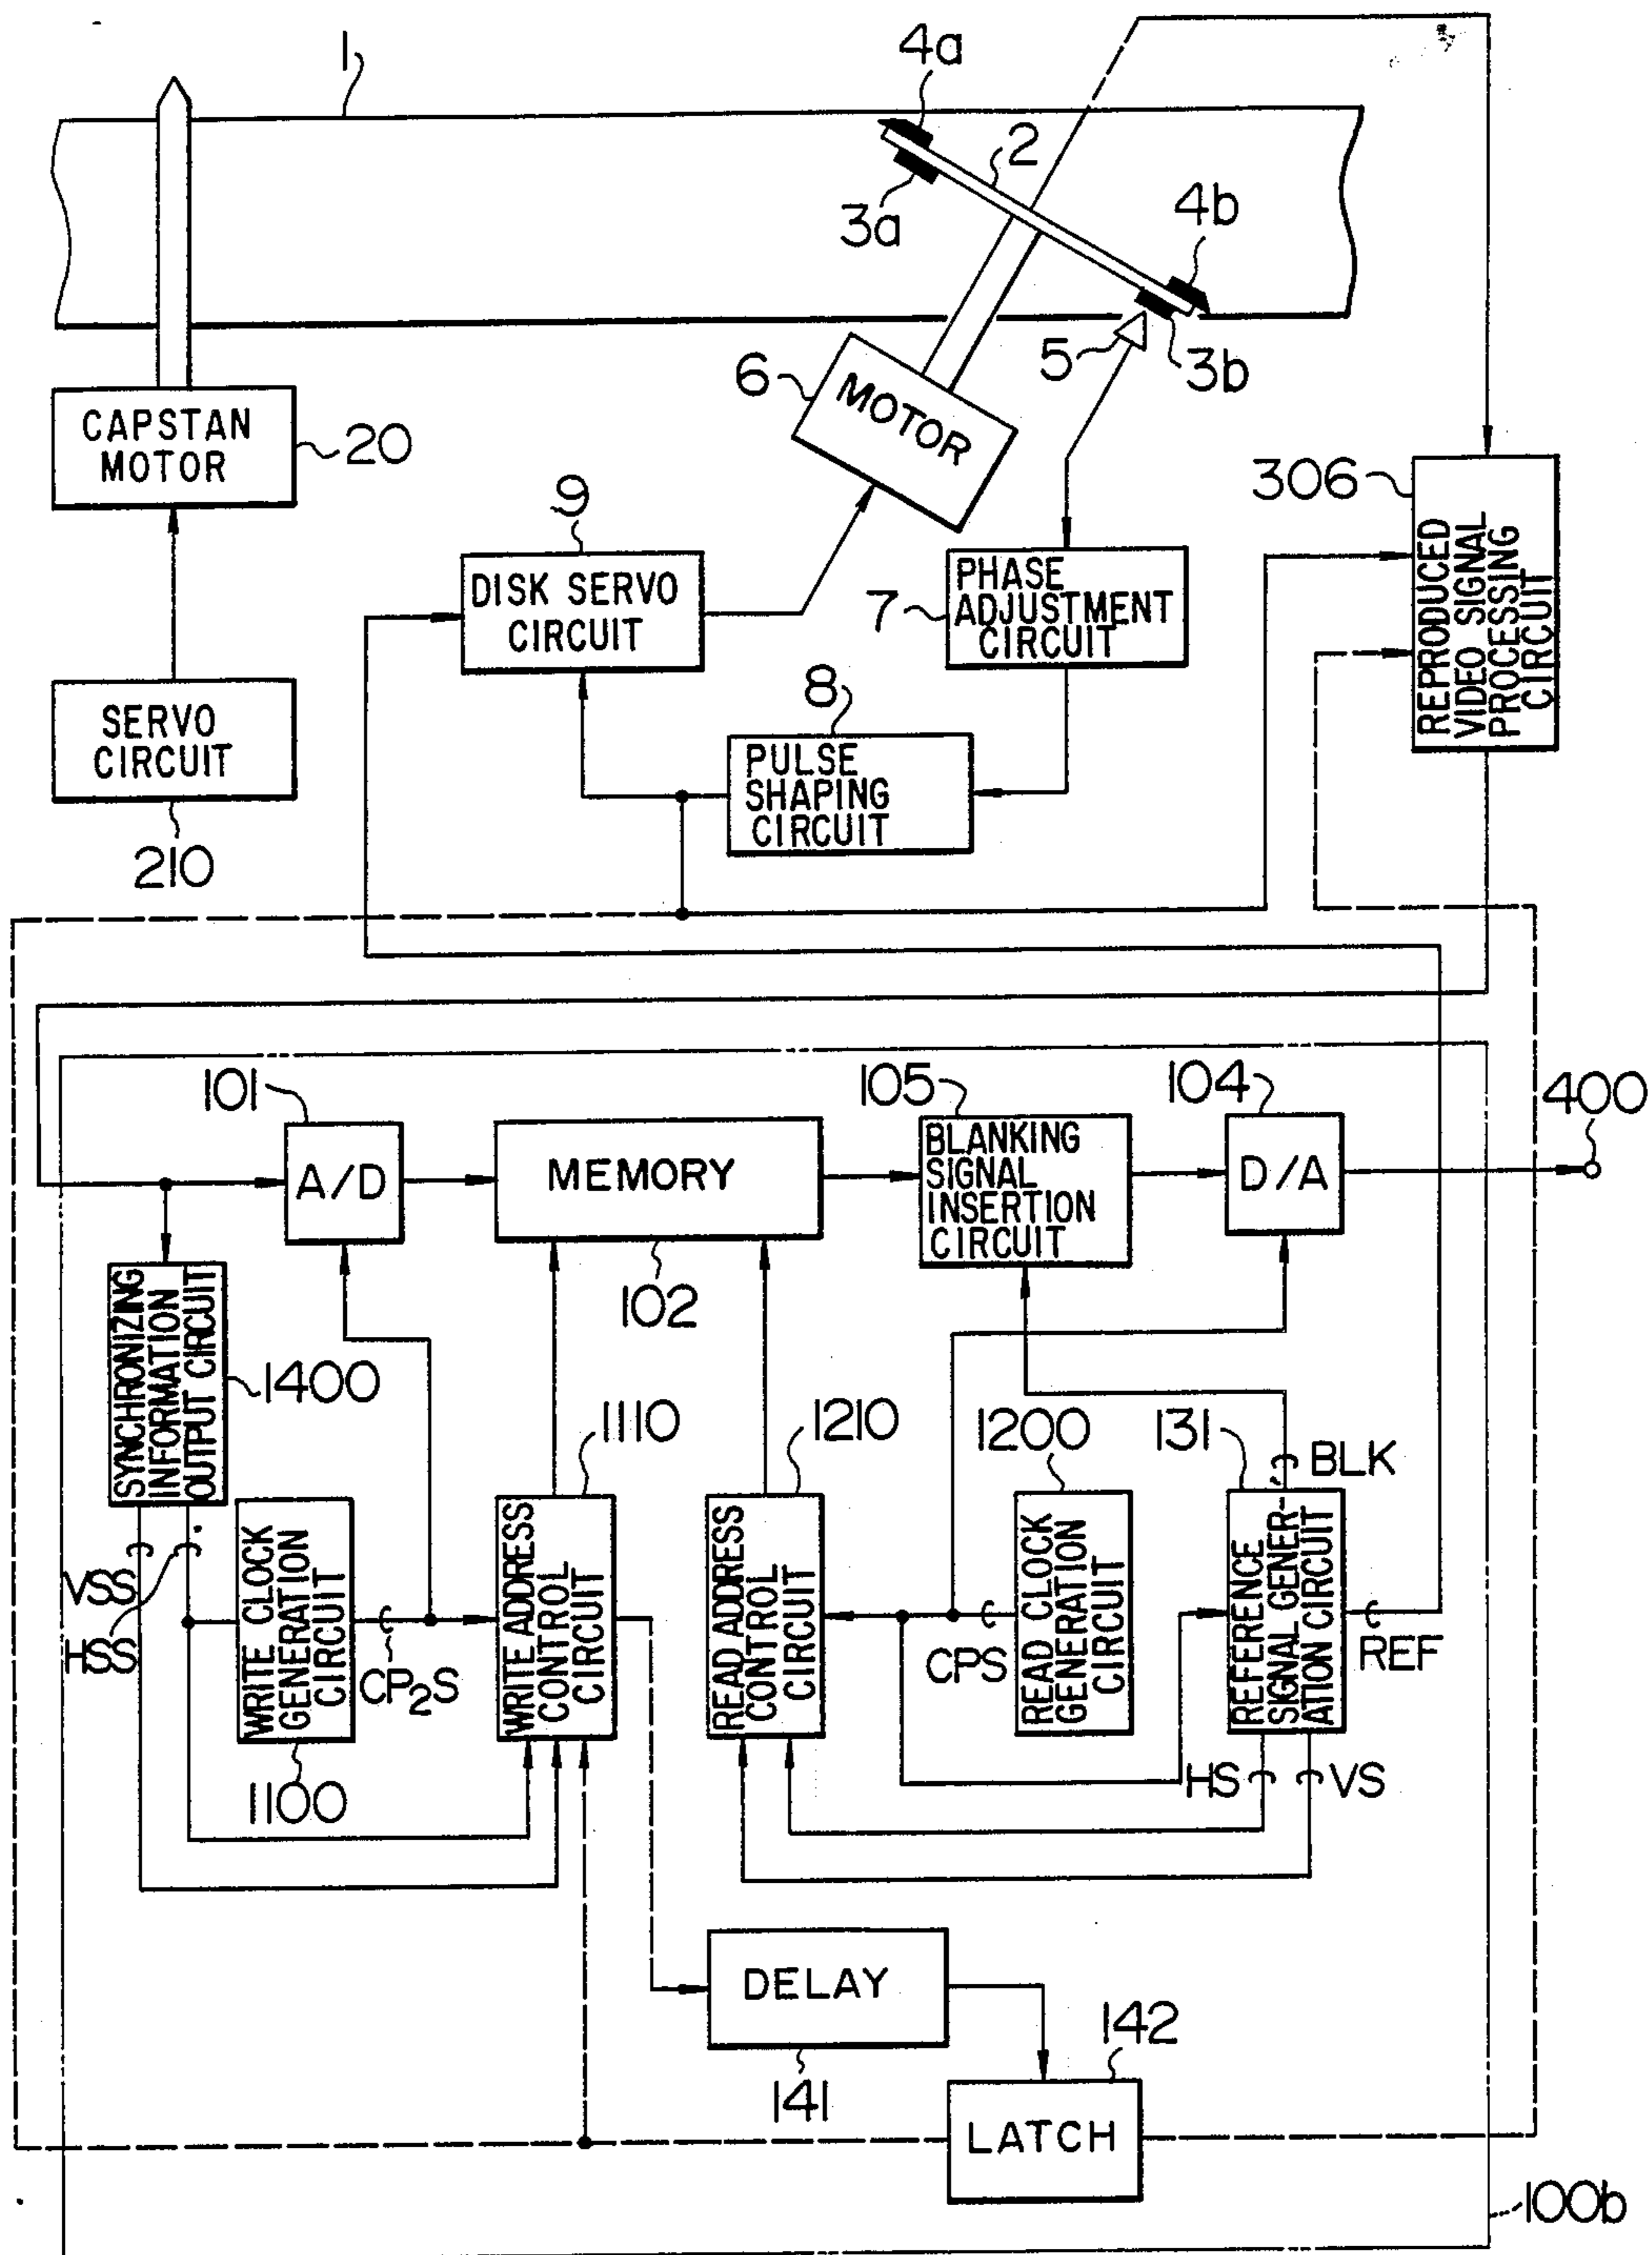 1
4a
2
3a
4b
5
3b
6
MOTOR
CAPSTAN
MOTOR
20
306
REPRODUCED
VIDEO SIGNAL
PROCESSING
CIRCUIT
9
DISK SERVO
CIRCUIT
7
PHASE
ADJUSTMENT
CIRCUIT
SERVO
CIRCUIT
210
8
PULSE
SHAPING
CIRCUIT
101
A/D
MEMORY
102
105
BLANKING
SIGNAL
INSERTION
CIRCUIT
104
D/A
400
SYNCHRONIZING
INFORMATION
OUTPUT CIRCUIT
1400
1110
1210
1200
131
BLK
VSS
HSS
WRITE CLOCK
GENERATION
CIRCUIT
1100
CP₂S
WRITE ADDRESS
CONTROL
CIRCUIT
READ ADDRESS
CONTROL
CIRCUIT
CPS
READ CLOCK
GENERATION
CIRCUIT
REFERENCE
SIGNAL GENER-
ATION CIRCUIT
REF
HS
VS
DELAY
141
142
LATCH
100b